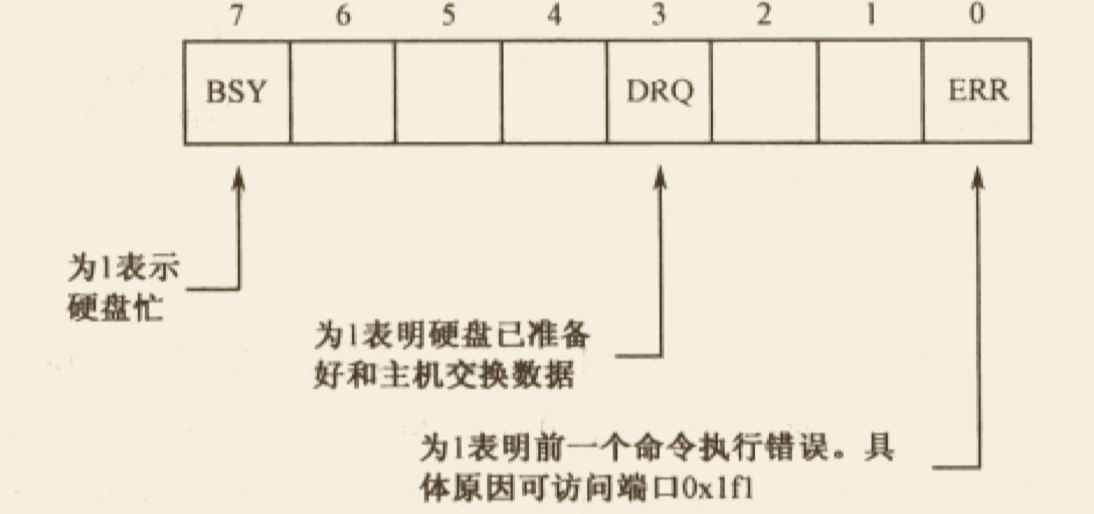 7 6 5 4 3 2 1 0
BSY DRQ ERR
为1表示
硬盘忙
为1表明硬盘已准备
好和主机交换数据
为1表明前一个命令执行错误。具
体原因可访问端口0x1f1